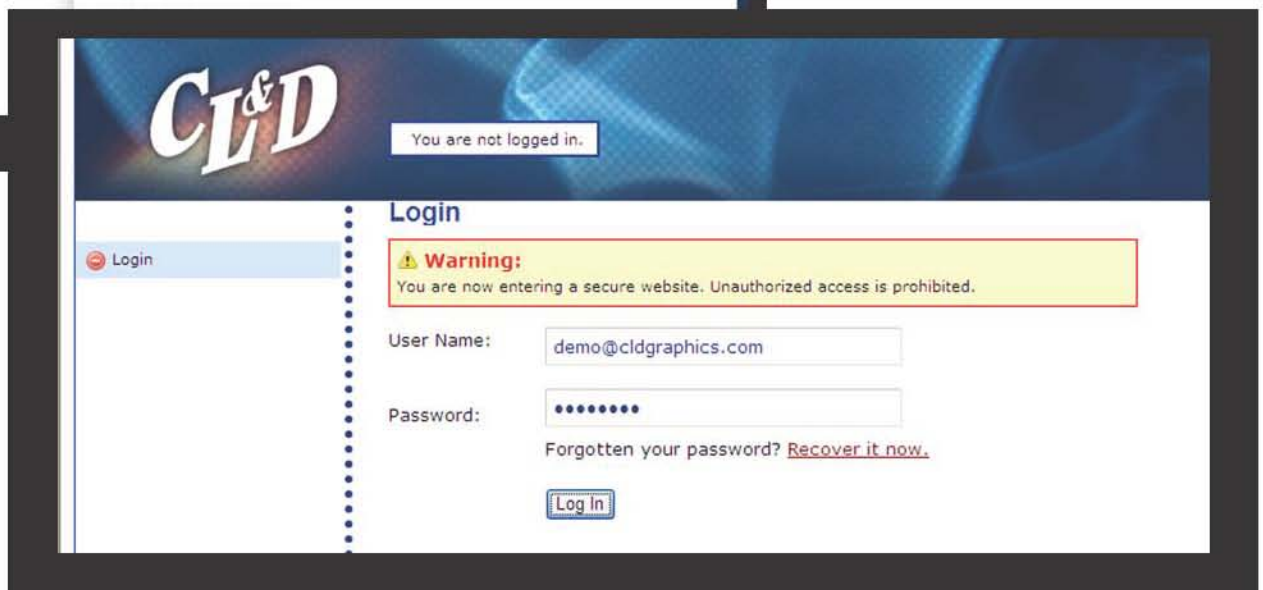 CL&D
You are not logged in.
Login
Login
Warning:
You are now entering a secure website. Unauthorized access is prohibited.
User Name:
demo@cldgraphics.com
Password:
••••••••
Forgotten your password? Recover it now.
Log In